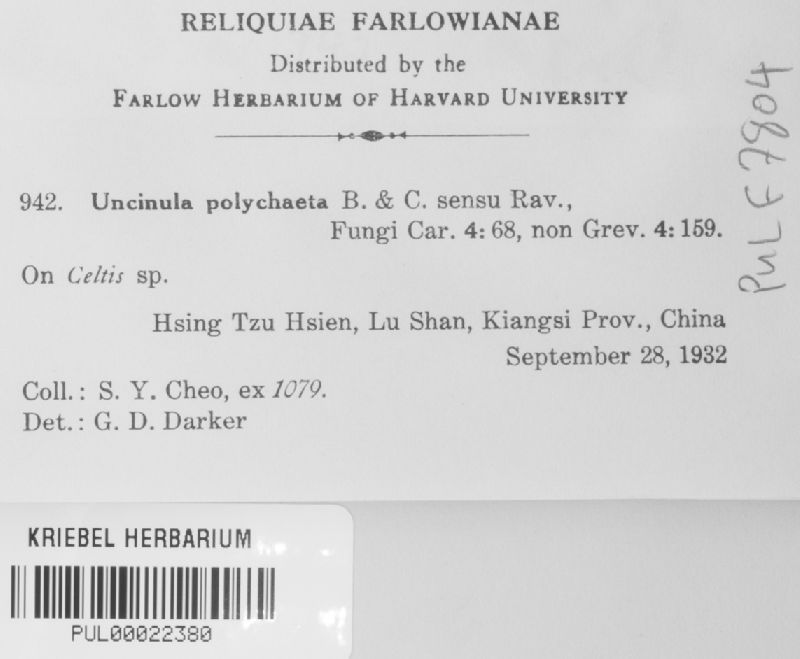 RELIQUIAE FARLOWIANAE
Distributed by the
FARLOW HERBARIUM OF HARVARD UNIVERSITY
942. Uncinula polychaeta B. & C. sensu Rav.,
Fungi Car. 4: 68, non Grev. 4: 159.
On Celtis sp.
Hsing Tzu Hsien, Lu Shan, Kiangsi Prov., China
September 28, 1932
Coll.: S. Y. Cheo, ex 1079.
Det.: G. D. Darker
PUL F7804
KRIEBEL HERBARIUM
PUL00022380